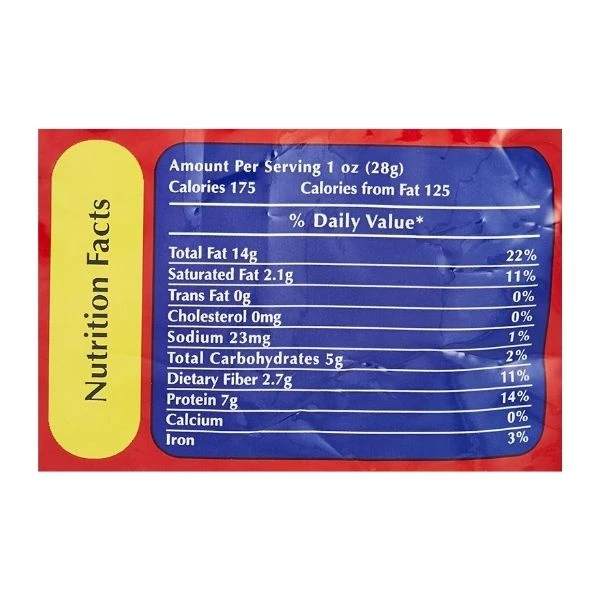 Nutrition Facts
Amount Per Serving 1 oz (28g)
Calories 175 Calories from Fat 125
% Daily Value*
Total Fat 14g 22%
Saturated Fat 2.1g 11%
Trans Fat 0g 0%
Cholesterol 0mg 0%
Sodium 23mg 1%
Total Carbohydrates 5g 2%
Dietary Fiber 2.7g 11%
Protein 7g 14%
Calcium 0%
Iron 3%